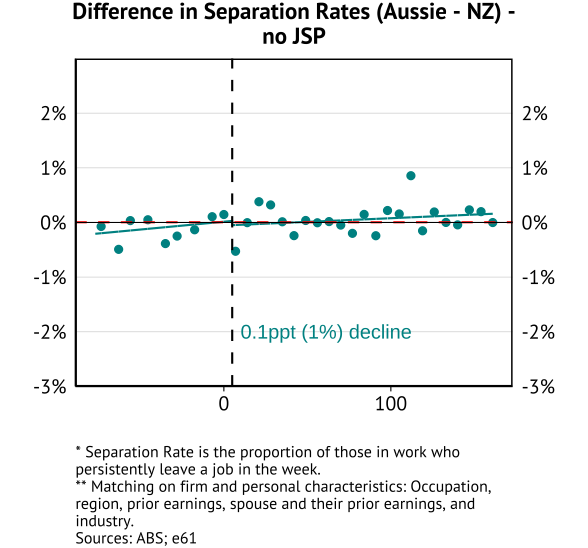 Difference in Separation Rates (Aussie - NZ) -
no JSP
2% 2%
1% 1%
0% 0%
-1% -1%
-2% 0.1ppt (1%) decline -2%
-3% -3%
0 100
* Separation Rate is the proportion of those in work who
persistently leave a job in the week.
** Matching on firm and personal characteristics: Occupation,
region, prior earnings, spouse and their prior earnings, and
industry.
Sources: ABS; e61